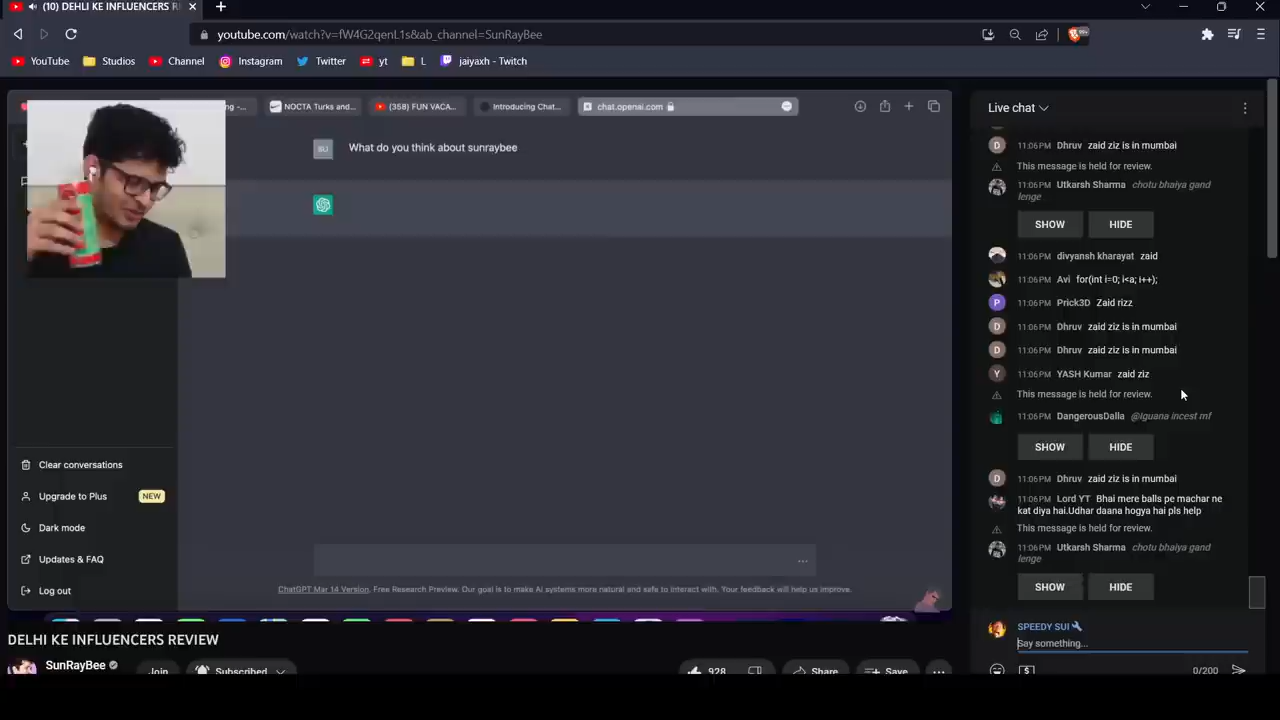 (10) DEHLI KE INFLUENCERS R
youtube.com/watch?v=fW4G2qenL1s&ab_channel=SunRayBee
99+
YouTube Studios Channel Instagram Twitter yt L jaiyaxh - Twitch
NOCTA Turks and... (358) FUN VACA... Introducing Chat... chat.openai.com
SU What do you think about sunraybee
Clear conversations
Upgrade to Plus NEW
Dark mode
Updates & FAQ
Log out
ChatGPT Mar 14 Version. Free Research Preview. Our goal is to make AI systems more natural and safe to interact with. Your feedback will help us improve.
DELHI KE INFLUENCERS REVIEW
SunRayBee
Join Subscribed 928 Share Save
Live chat
D 11:06 PM Dhruv zaid ziz is in mumbai
This message is held for review.
11:06 PM Utkarsh Sharma chotu bhaiya gand
lenge
SHOW HIDE
11:06 PM divyansh kharayat zaid
11:06 PM Avi for(int i=0; i<a; i++);
P 11:06 PM Prick3D Zaid rizz
D 11:06 PM Dhruv zaid ziz is in mumbai
D 11:06 PM Dhruv zaid ziz is in mumbai
Y 11:06 PM YASH Kumar zaid ziz
This message is held for review.
11:06 PM DangerousDalla @Iguana incest mf
SHOW HIDE
D 11:06 PM Dhruv zaid ziz is in mumbai
11:06 PM Lord YT Bhai mere balls pe machar ne
kat diya hai.Udhar daana hogya hai pls help
This message is held for review.
11:06 PM Utkarsh Sharma chotu bhaiya gand
lenge
SHOW HIDE
SPEEDY SUI
Say something...
0/200